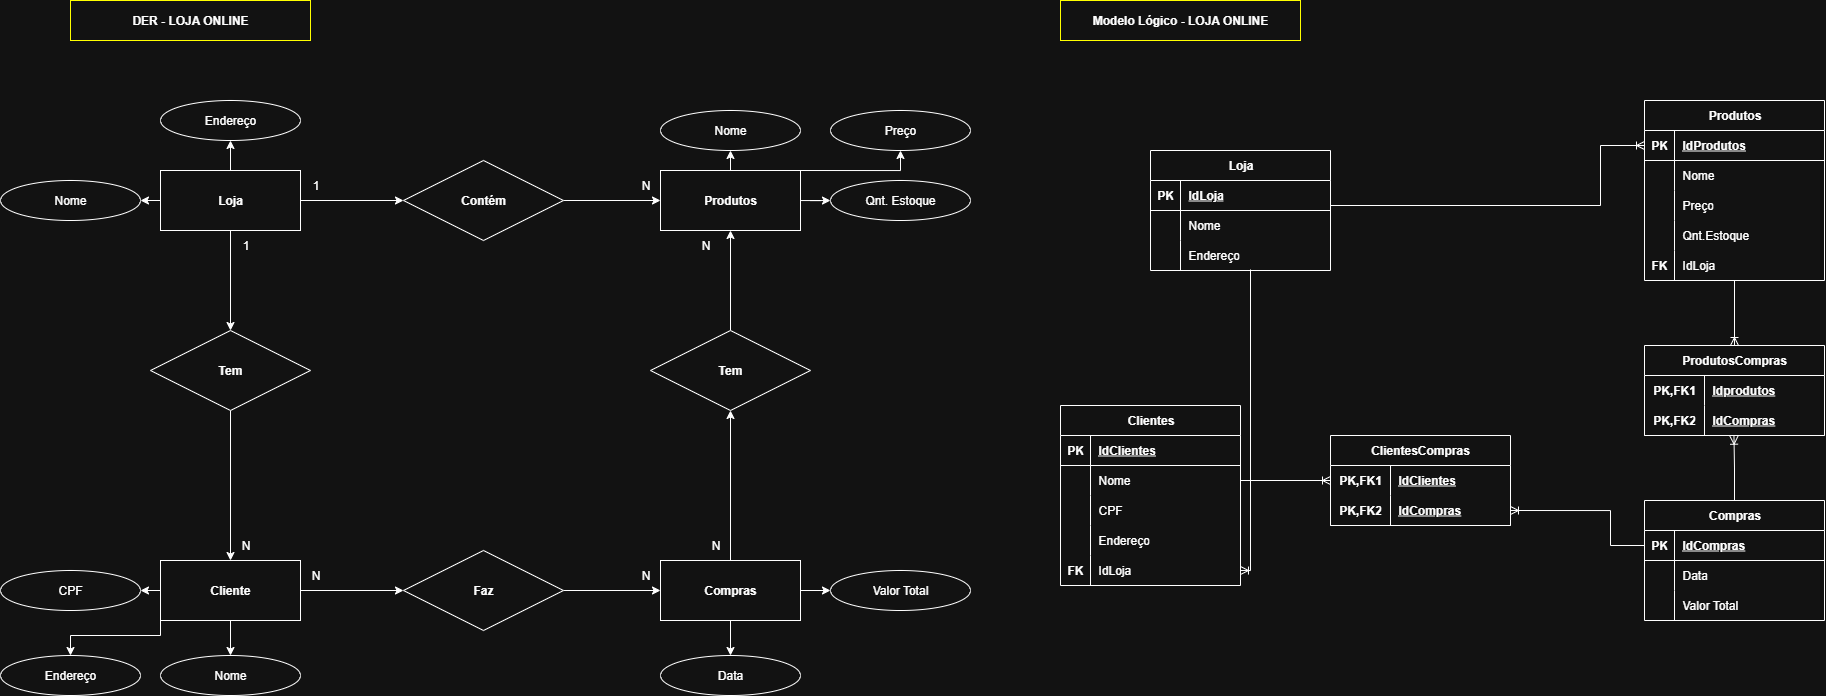 DER - LOJA ONLINE
Endereço
Nome
Loja
1
Contém
N
Nome
Preço
Produtos
Qnt. Estoque
1
N
Tem
Tem
N
N
CPF
Cliente
N
Faz
N
Compras
Valor Total
Endereço
Nome
Data
Modelo Lógico - LOJA ONLINE
Loja
PK IdLoja
Nome
Endereço
Produtos
PK IdProdutos
Nome
Preço
Qnt.Estoque
FK IdLoja
ProdutosCompras
PK,FK1 Idprodutos
PK,FK2 IdCompras
Clientes
PK IdClientes
Nome
CPF
Endereço
FK IdLoja
ClientesCompras
PK,FK1 IdClientes
PK,FK2 IdCompras
Compras
PK IdCompras
Data
Valor Total